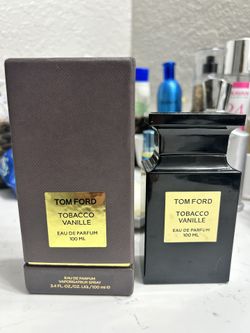 TOM FORD
TOBACCO
VANILLE
EAU DE PARFUM
100 ML
EAU DE PARFUM
VAPORISATEUR SPRAY
3.4 FL.OZ./OZ. LIQ./100 ml e
TOM FORD
TOBACCO
VANILLE
EAU DE PARFUM
100 ML